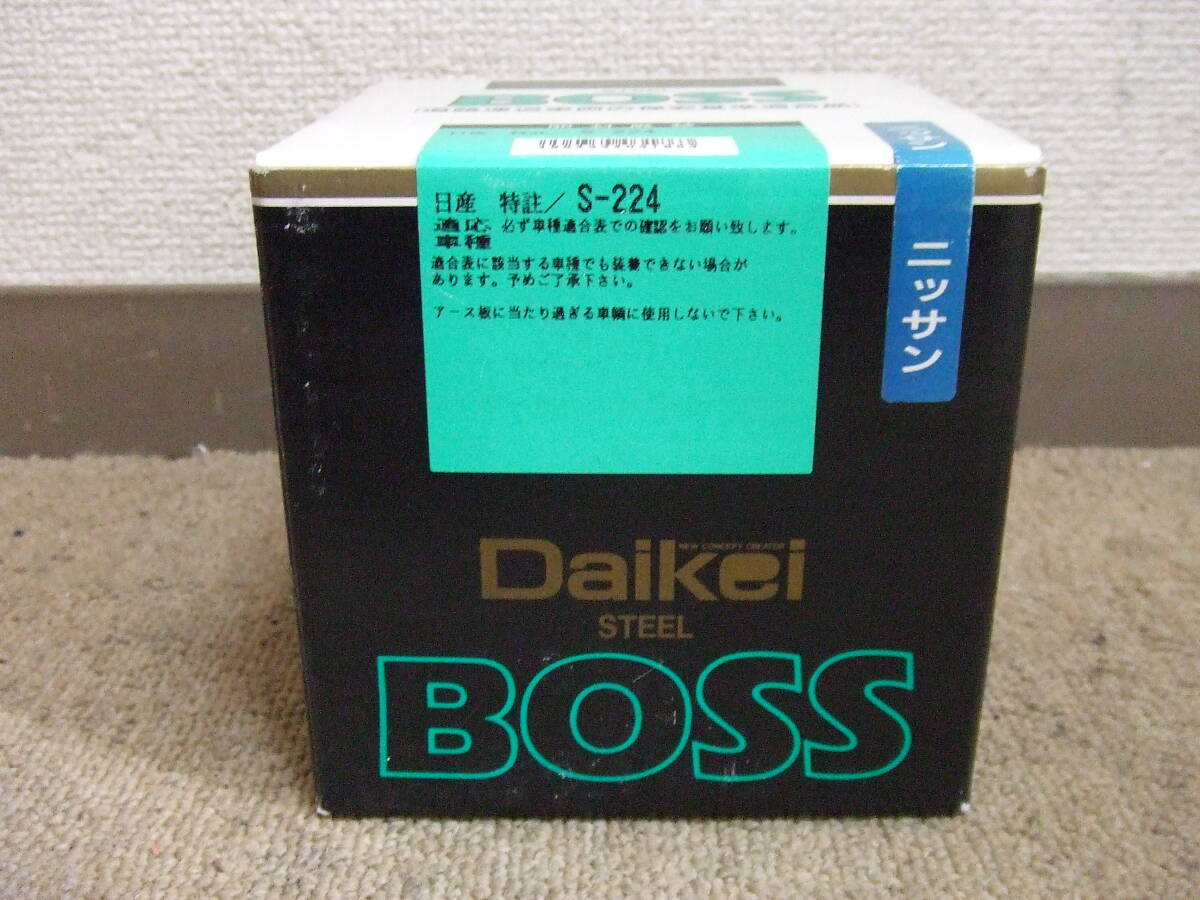 BOSS
S-224
日産 特註/ S-224
適応 必ず車種適合表での確認をお願い致します。
車種
適合表に該当する車種でも装着できない場合が
あります。予めご了承下さい。
アース板に当たり過ぎる車輌に使用しないで下さい。
ニッサン
NEW CONCEPT CREATOR
Daikei
STEEL
BOSS